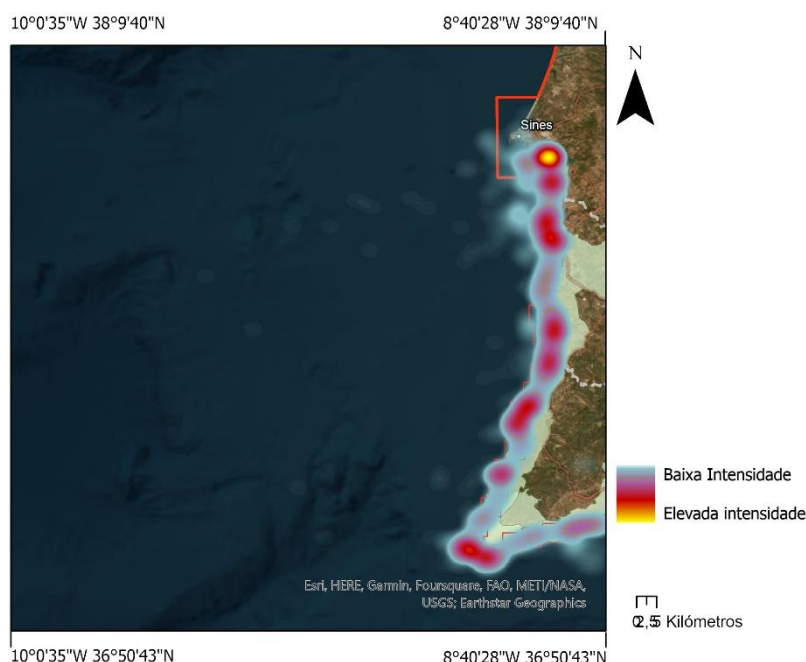 10°0'35"W 38°9'40"N
8°40'28"W 38°9'40"N
N
Sines
Baixa Intensidade
Elevada intensidade
Esri, HERE, Garmin, Foursquare, FAO, METI/NASA,
USGS; Earthstar Geographics
0 2,5 5 Kilómetros
10°0'35"W 36°50'43"N
8°40'28"W 36°50'43"N